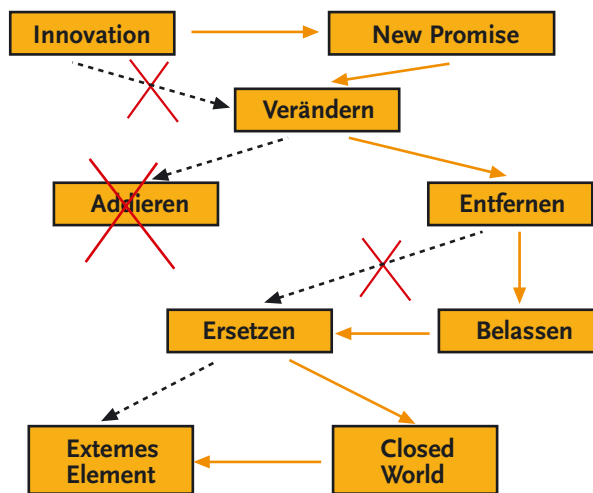 Innovation
New Promise
Verändern
Addieren
Entfernen
Ersetzen
Belassen
Extemes
Element
Closed
World